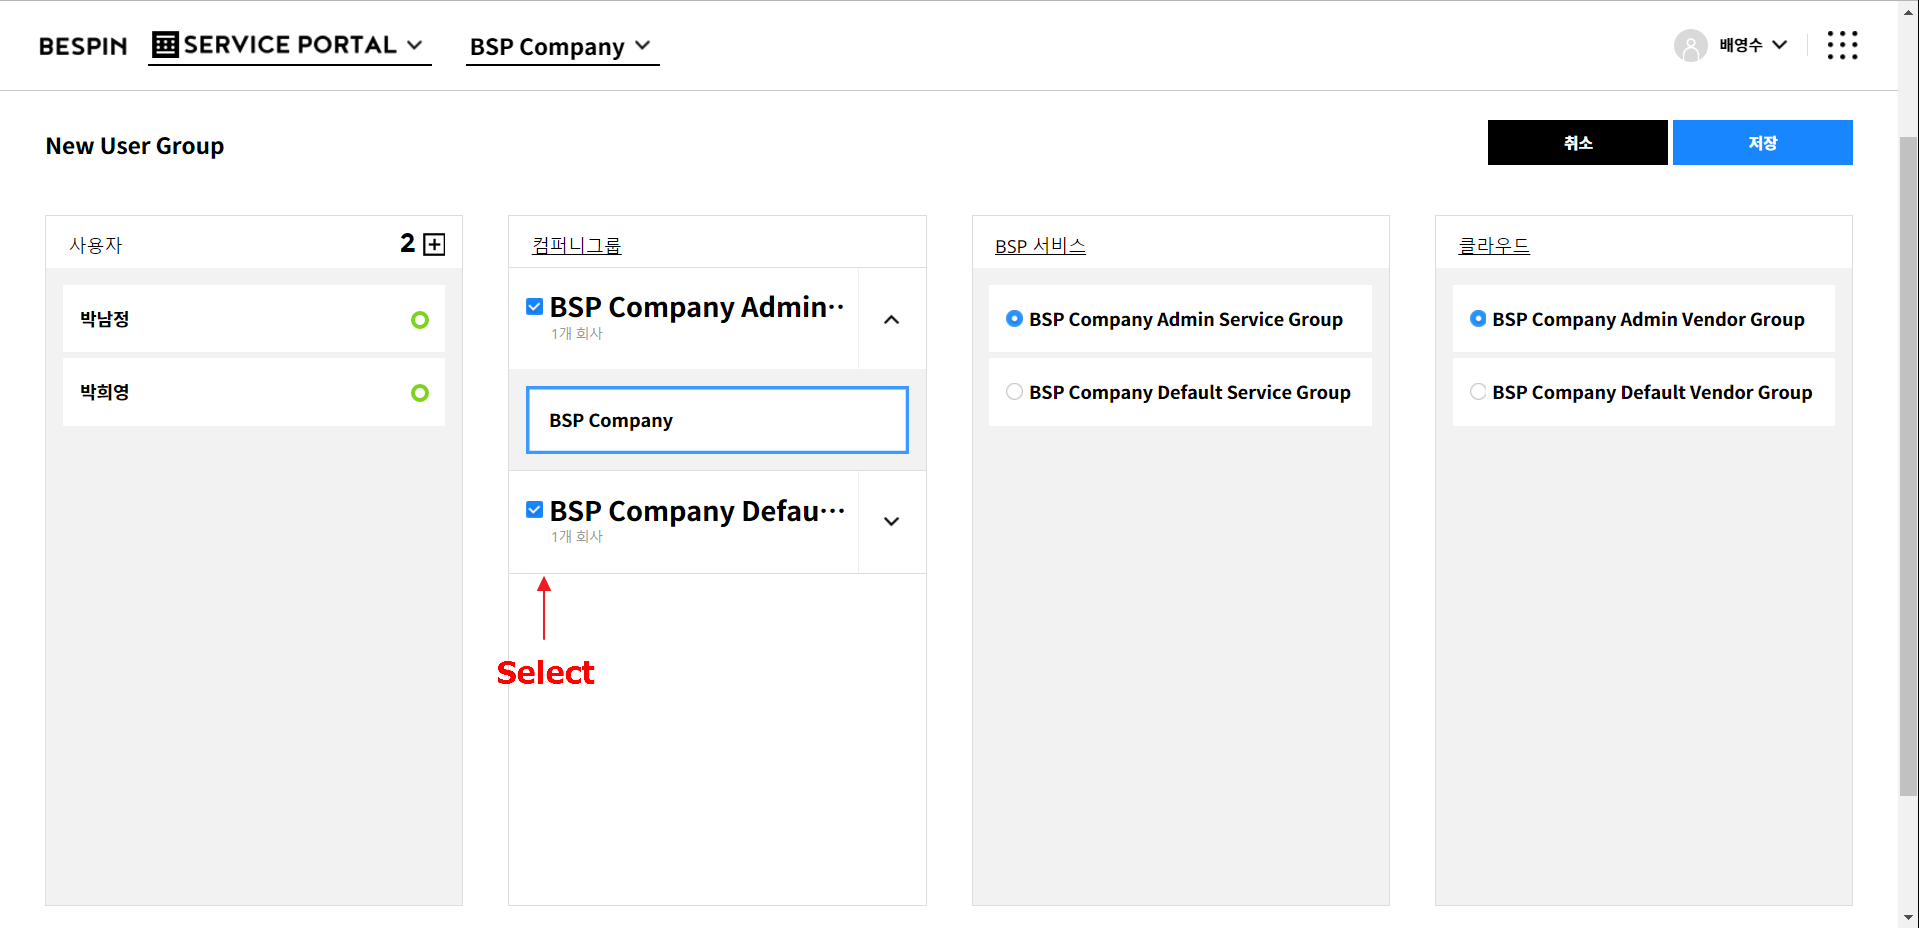 BESPIN SERVICE PORTAL BSP Company 배영수
New User Group 취소 저장
사용자 2
박남정
박희영
컴퍼니그룹
BSP Company Admin··
1개 회사
BSP Company
BSP Company Defau···
1개 회사
Select
BSP 서비스
BSP Company Admin Service Group
BSP Company Default Service Group
클라우드
BSP Company Admin Vendor Group
BSP Company Default Vendor Group